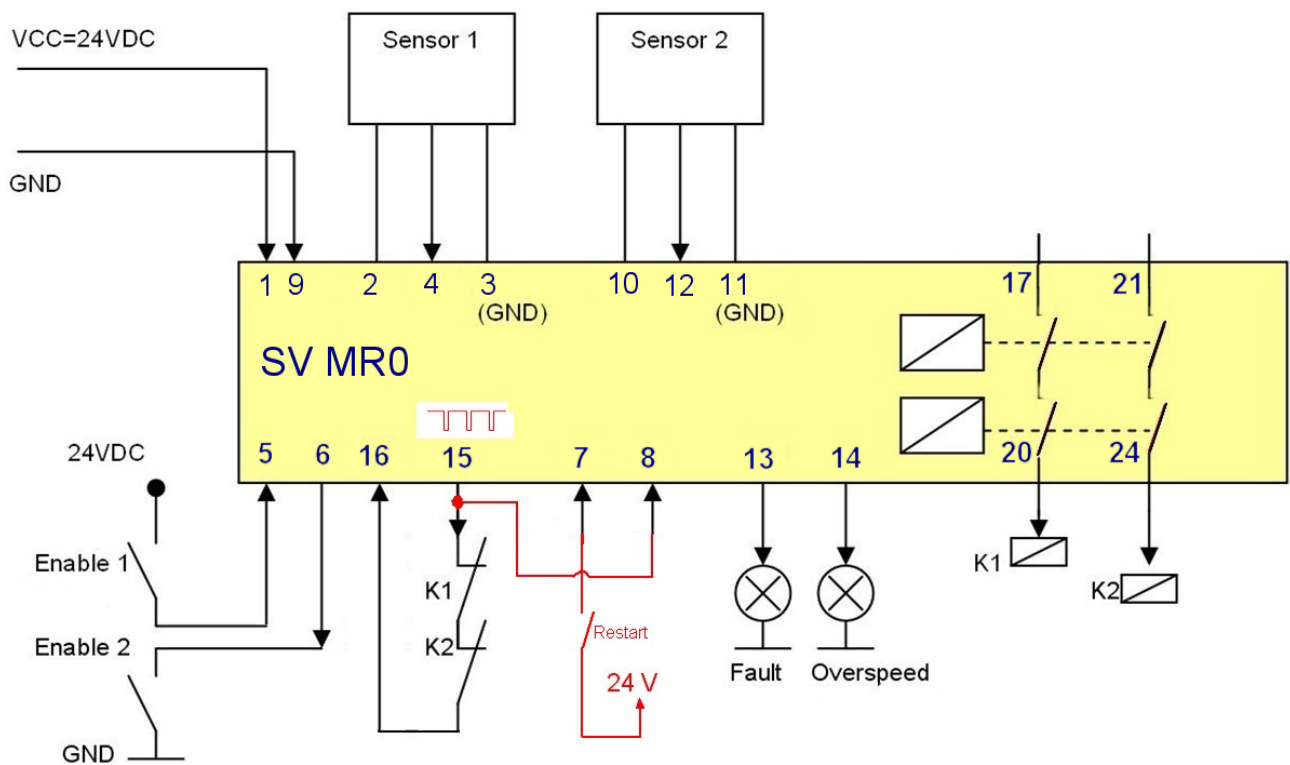 VCC=24VDC
Sensor 1
Sensor 2
GND
1 9 2 4 3 10 12 11 17 21
(GND) (GND)
SV MR0
5 6 16 15 7 8 13 14 20 24
24VDC
Enable 1
K1
K1
K2
Enable 2
K2
Restart
24 V
Fault
Overspeed
GND